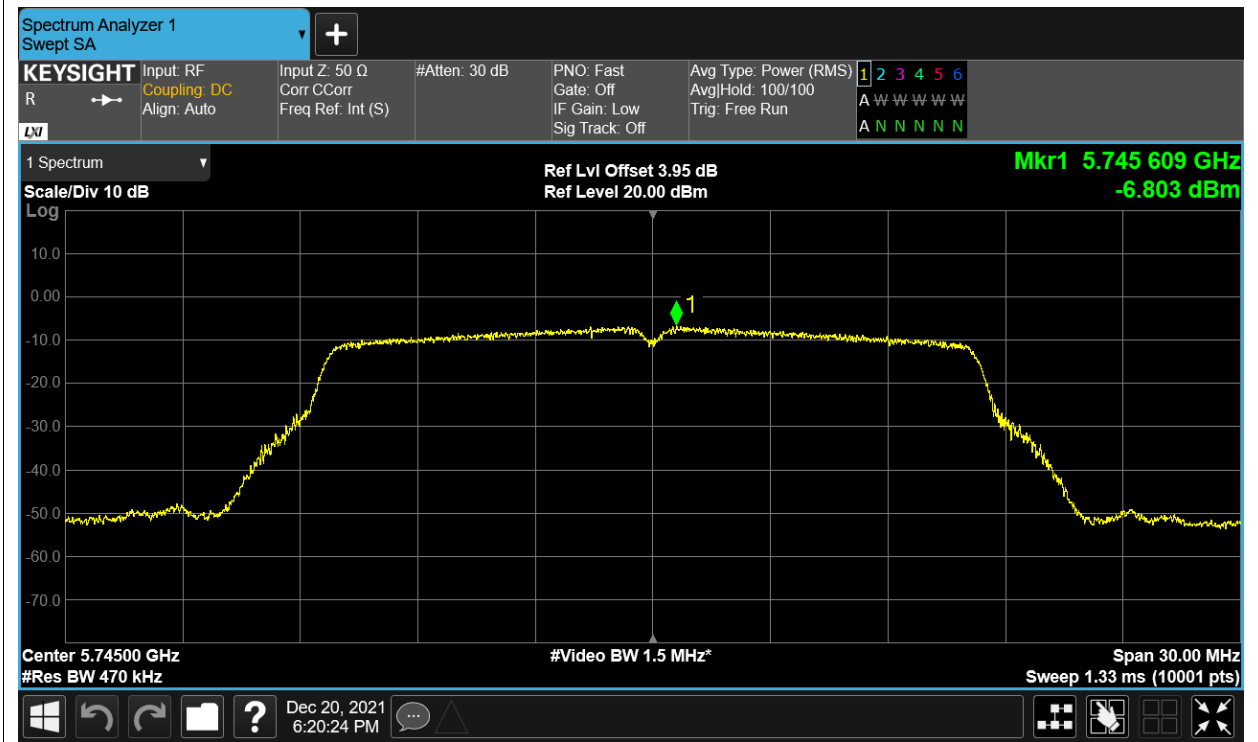 Spectrum Analyzer 1
Swept SA
KEYSIGHT
R
LXI
Input: RF
Coupling: DC
Align: Auto
Input Z: 50 Ω
Corr CCorr
Freq Ref: Int (S)
#Atten: 30 dB
PNO: Fast
Gate: Off
IF Gain: Low
Sig Track: Off
Avg Type: Power (RMS)
Avg|Hold: 100/100
Trig: Free Run
1 2 3 4 5 6
A W W W W W
A N N N N N
1 Spectrum
Scale/Div 10 dB
Log
Ref Lvl Offset 3.95 dB
Ref Level 20.00 dBm
Mkr1 5.745 609 GHz
-6.803 dBm
1
10.0
0.00
-10.0
-20.0
-30.0
-40.0
-50.0
-60.0
-70.0
Center 5.74500 GHz
#Res BW 470 kHz
#Video BW 1.5 MHz*
Span 30.00 MHz
Sweep 1.33 ms (10001 pts)
?
Dec 20, 2021
6:20:24 PM